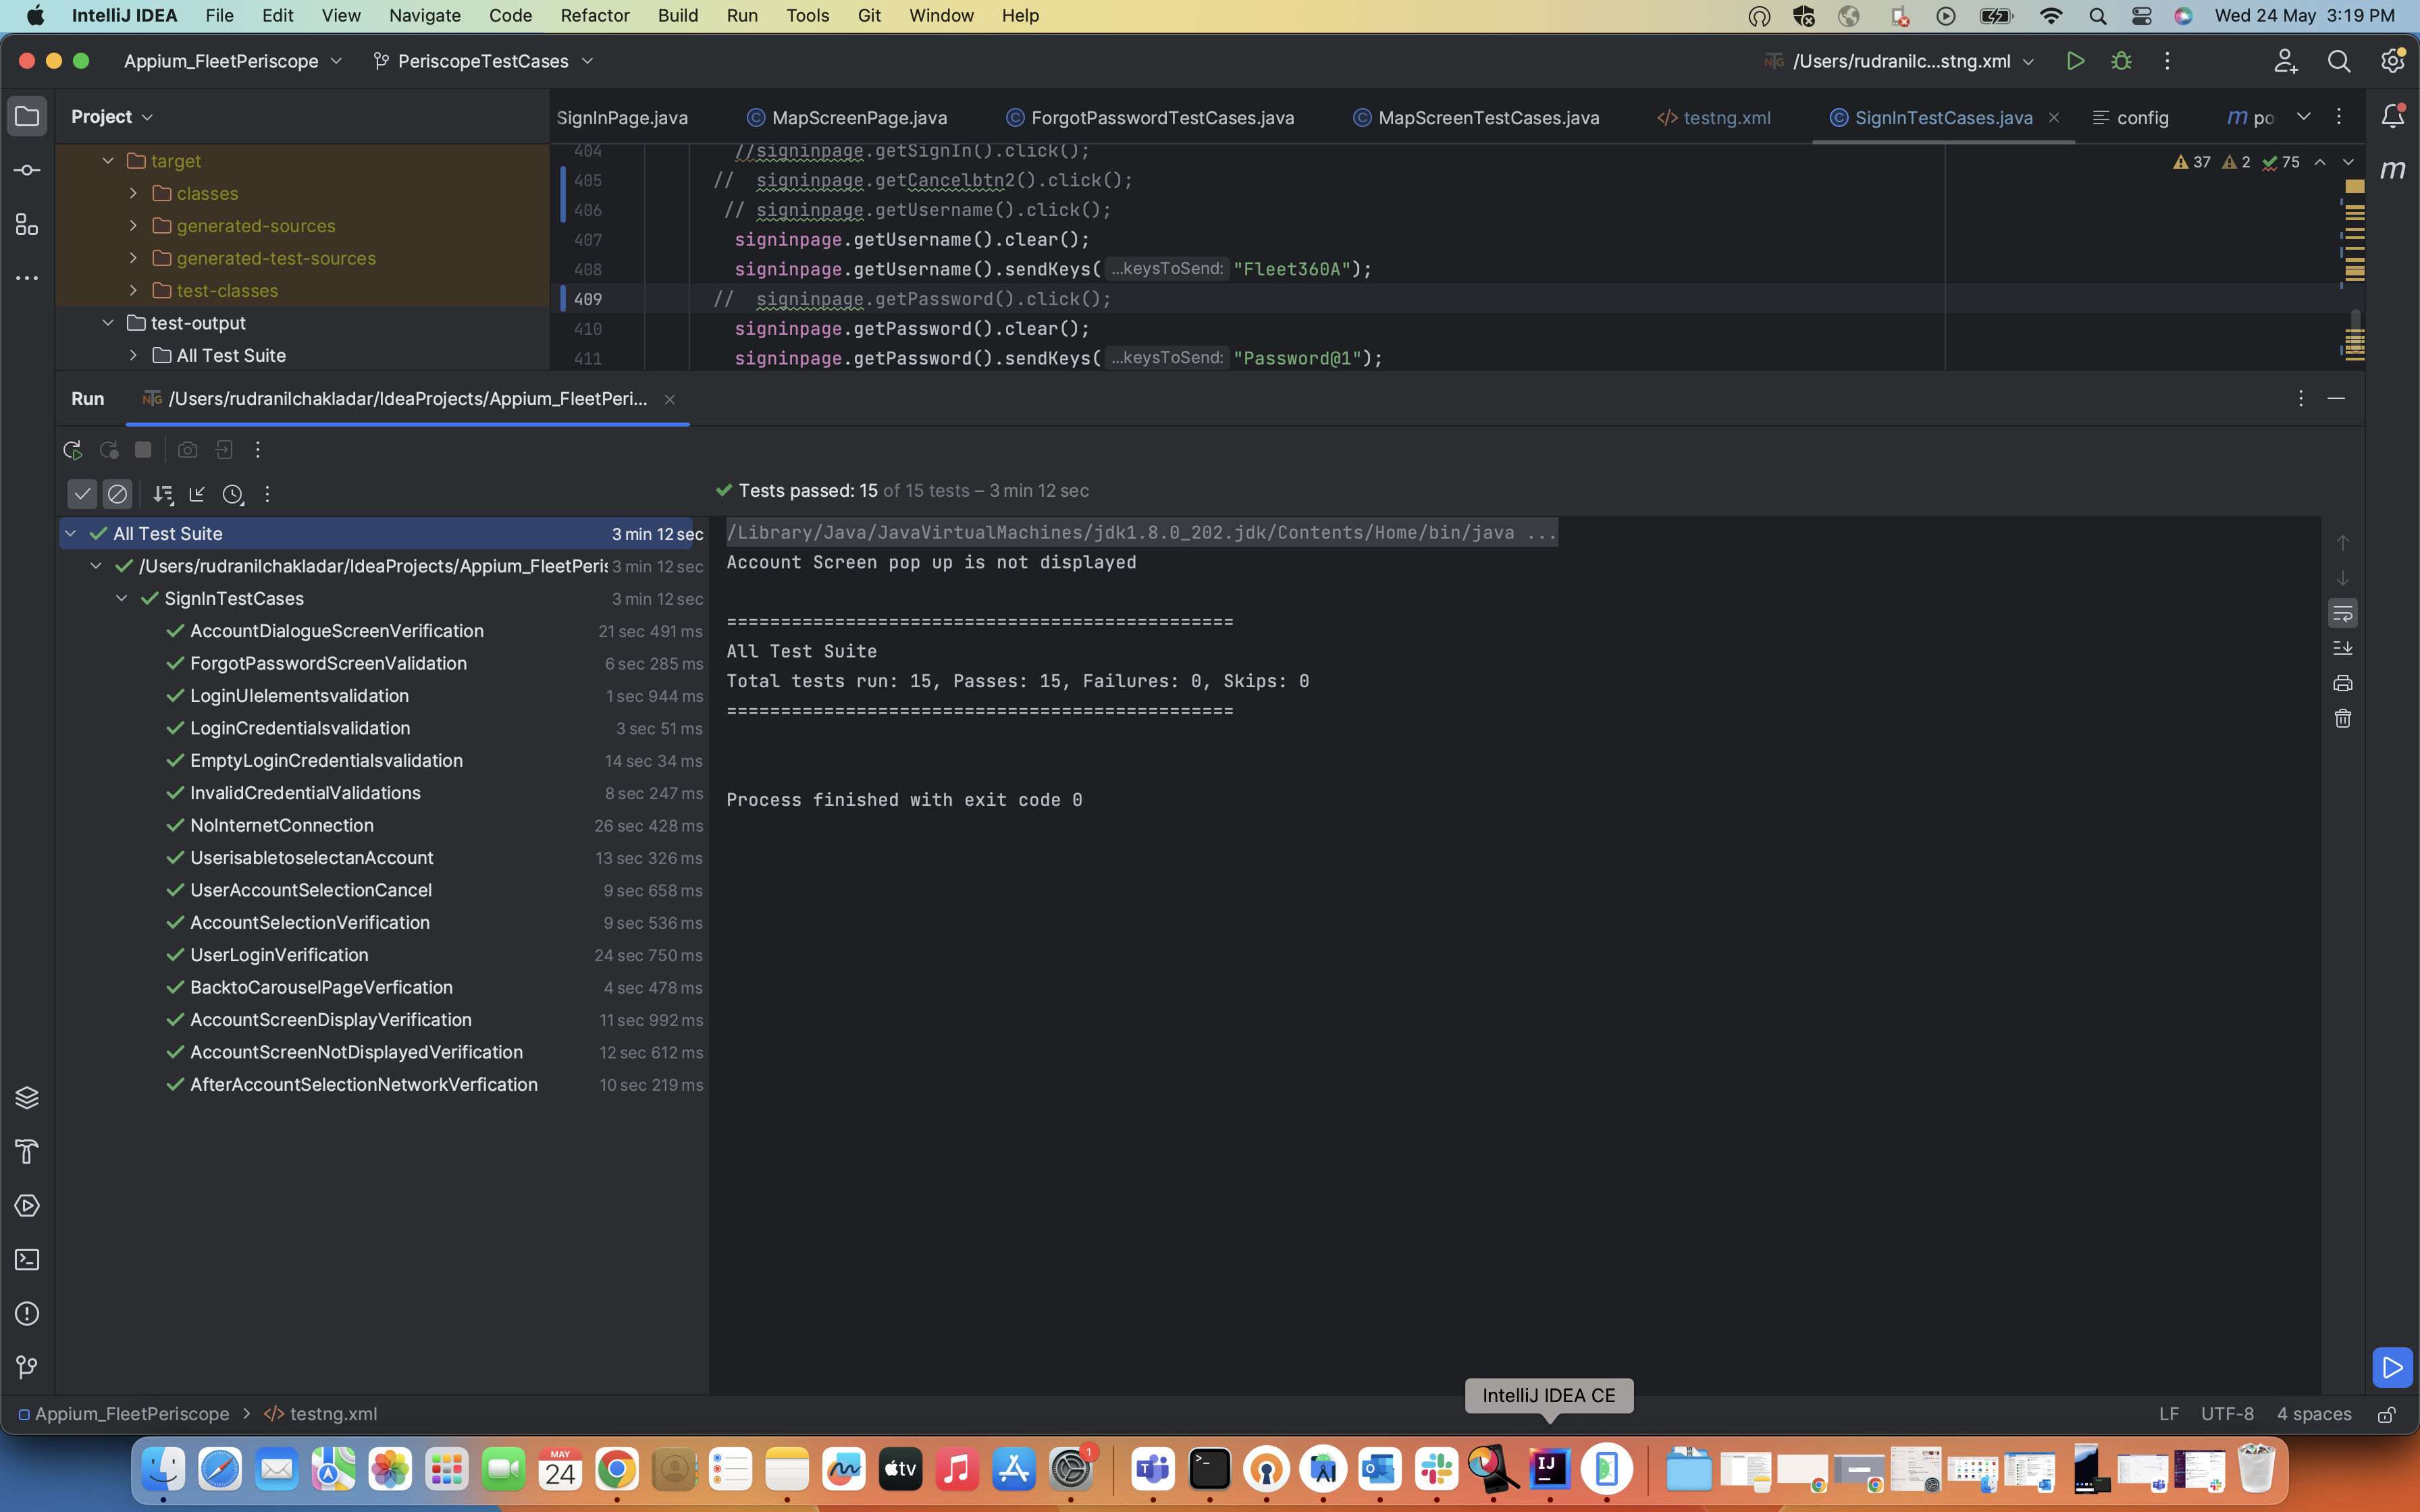 IntelliJ IDEA File Edit View Navigate Code Refactor Build Run Tools Git Window Help Wed 24 May 3:19 PM
Appium_FleetPeriscope PeriscopeTestCases /Users/rudranilc...stng.xml
Project SignInPage.java MapScreenPage.java ForgotPasswordTestCases.java MapScreenTestCases.java testng.xml SignInTestCases.java config m po
target
classes
generated-sources
generated-test-sources
test-classes
test-output
All Test Suite
37 2 75
404 //signinpage.getSignIn().click();
405 // signinpage.getCancelbtn2().click();
406 // signinpage.getUsername().click();
407 signinpage.getUsername().clear();
408 signinpage.getUsername().sendKeys( ...keysToSend: "Fleet360A");
409 // signinpage.getPassword().click();
410 signinpage.getPassword().clear();
411 signinpage.getPassword().sendKeys( ...keysToSend: "Password@1");
Run /Users/rudranilchakladar/IdeaProjects/Appium_FleetPeri...
Tests passed: 15 of 15 tests – 3 min 12 sec
All Test Suite 3 min 12 sec
/Users/rudranilchakladar/IdeaProjects/Appium_FleetPeris 3 min 12 sec
SignInTestCases 3 min 12 sec
AccountDialogueScreenVerification 21 sec 491 ms
ForgotPasswordScreenValidation 6 sec 285 ms
LoginUIelementsvalidation 1 sec 944 ms
LoginCredentialsvalidation 3 sec 51 ms
EmptyLoginCredentialsvalidation 14 sec 34 ms
InvalidCredentialValidations 8 sec 247 ms
NoInternetConnection 26 sec 428 ms
UserisabletoselectanAccount 13 sec 326 ms
UserAccountSelectionCancel 9 sec 658 ms
AccountSelectionVerification 9 sec 536 ms
UserLoginVerification 24 sec 750 ms
BacktoCarouselPageVerfication 4 sec 478 ms
AccountScreenDisplayVerification 11 sec 992 ms
AccountScreenNotDisplayedVerification 12 sec 612 ms
AfterAccountSelectionNetworkVerfication 10 sec 219 ms
/Library/Java/JavaVirtualMachines/jdk1.8.0_202.jdk/Contents/Home/bin/java ...
Account Screen pop up is not displayed
===============================================
All Test Suite
Total tests run: 15, Passes: 15, Failures: 0, Skips: 0
===============================================
Process finished with exit code 0
IntelliJ IDEA CE
Appium_FleetPeriscope > testng.xml LF UTF-8 4 spaces
MAY
24
tv
1
IJ